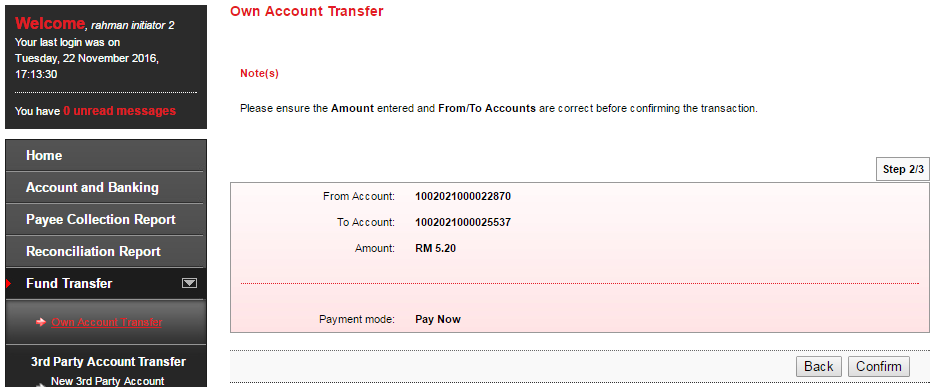 Welcome, rahman initiator 2
Your last login was on
Tuesday, 22 November 2016,
17:13:30
You have 0 unread messages
Home
Account and Banking
Payee Collection Report
Reconciliation Report
Fund Transfer
Own Account Transfer
3rd Party Account Transfer
New 3rd Party Account
Own Account Transfer
Note(s)
Please ensure the Amount entered and From/To Accounts are correct before confirming the transaction.
Step 2/3
From Account: 1002021000022870
To Account: 1002021000025537
Amount: RM 5.20
Payment mode: Pay Now
Back Confirm